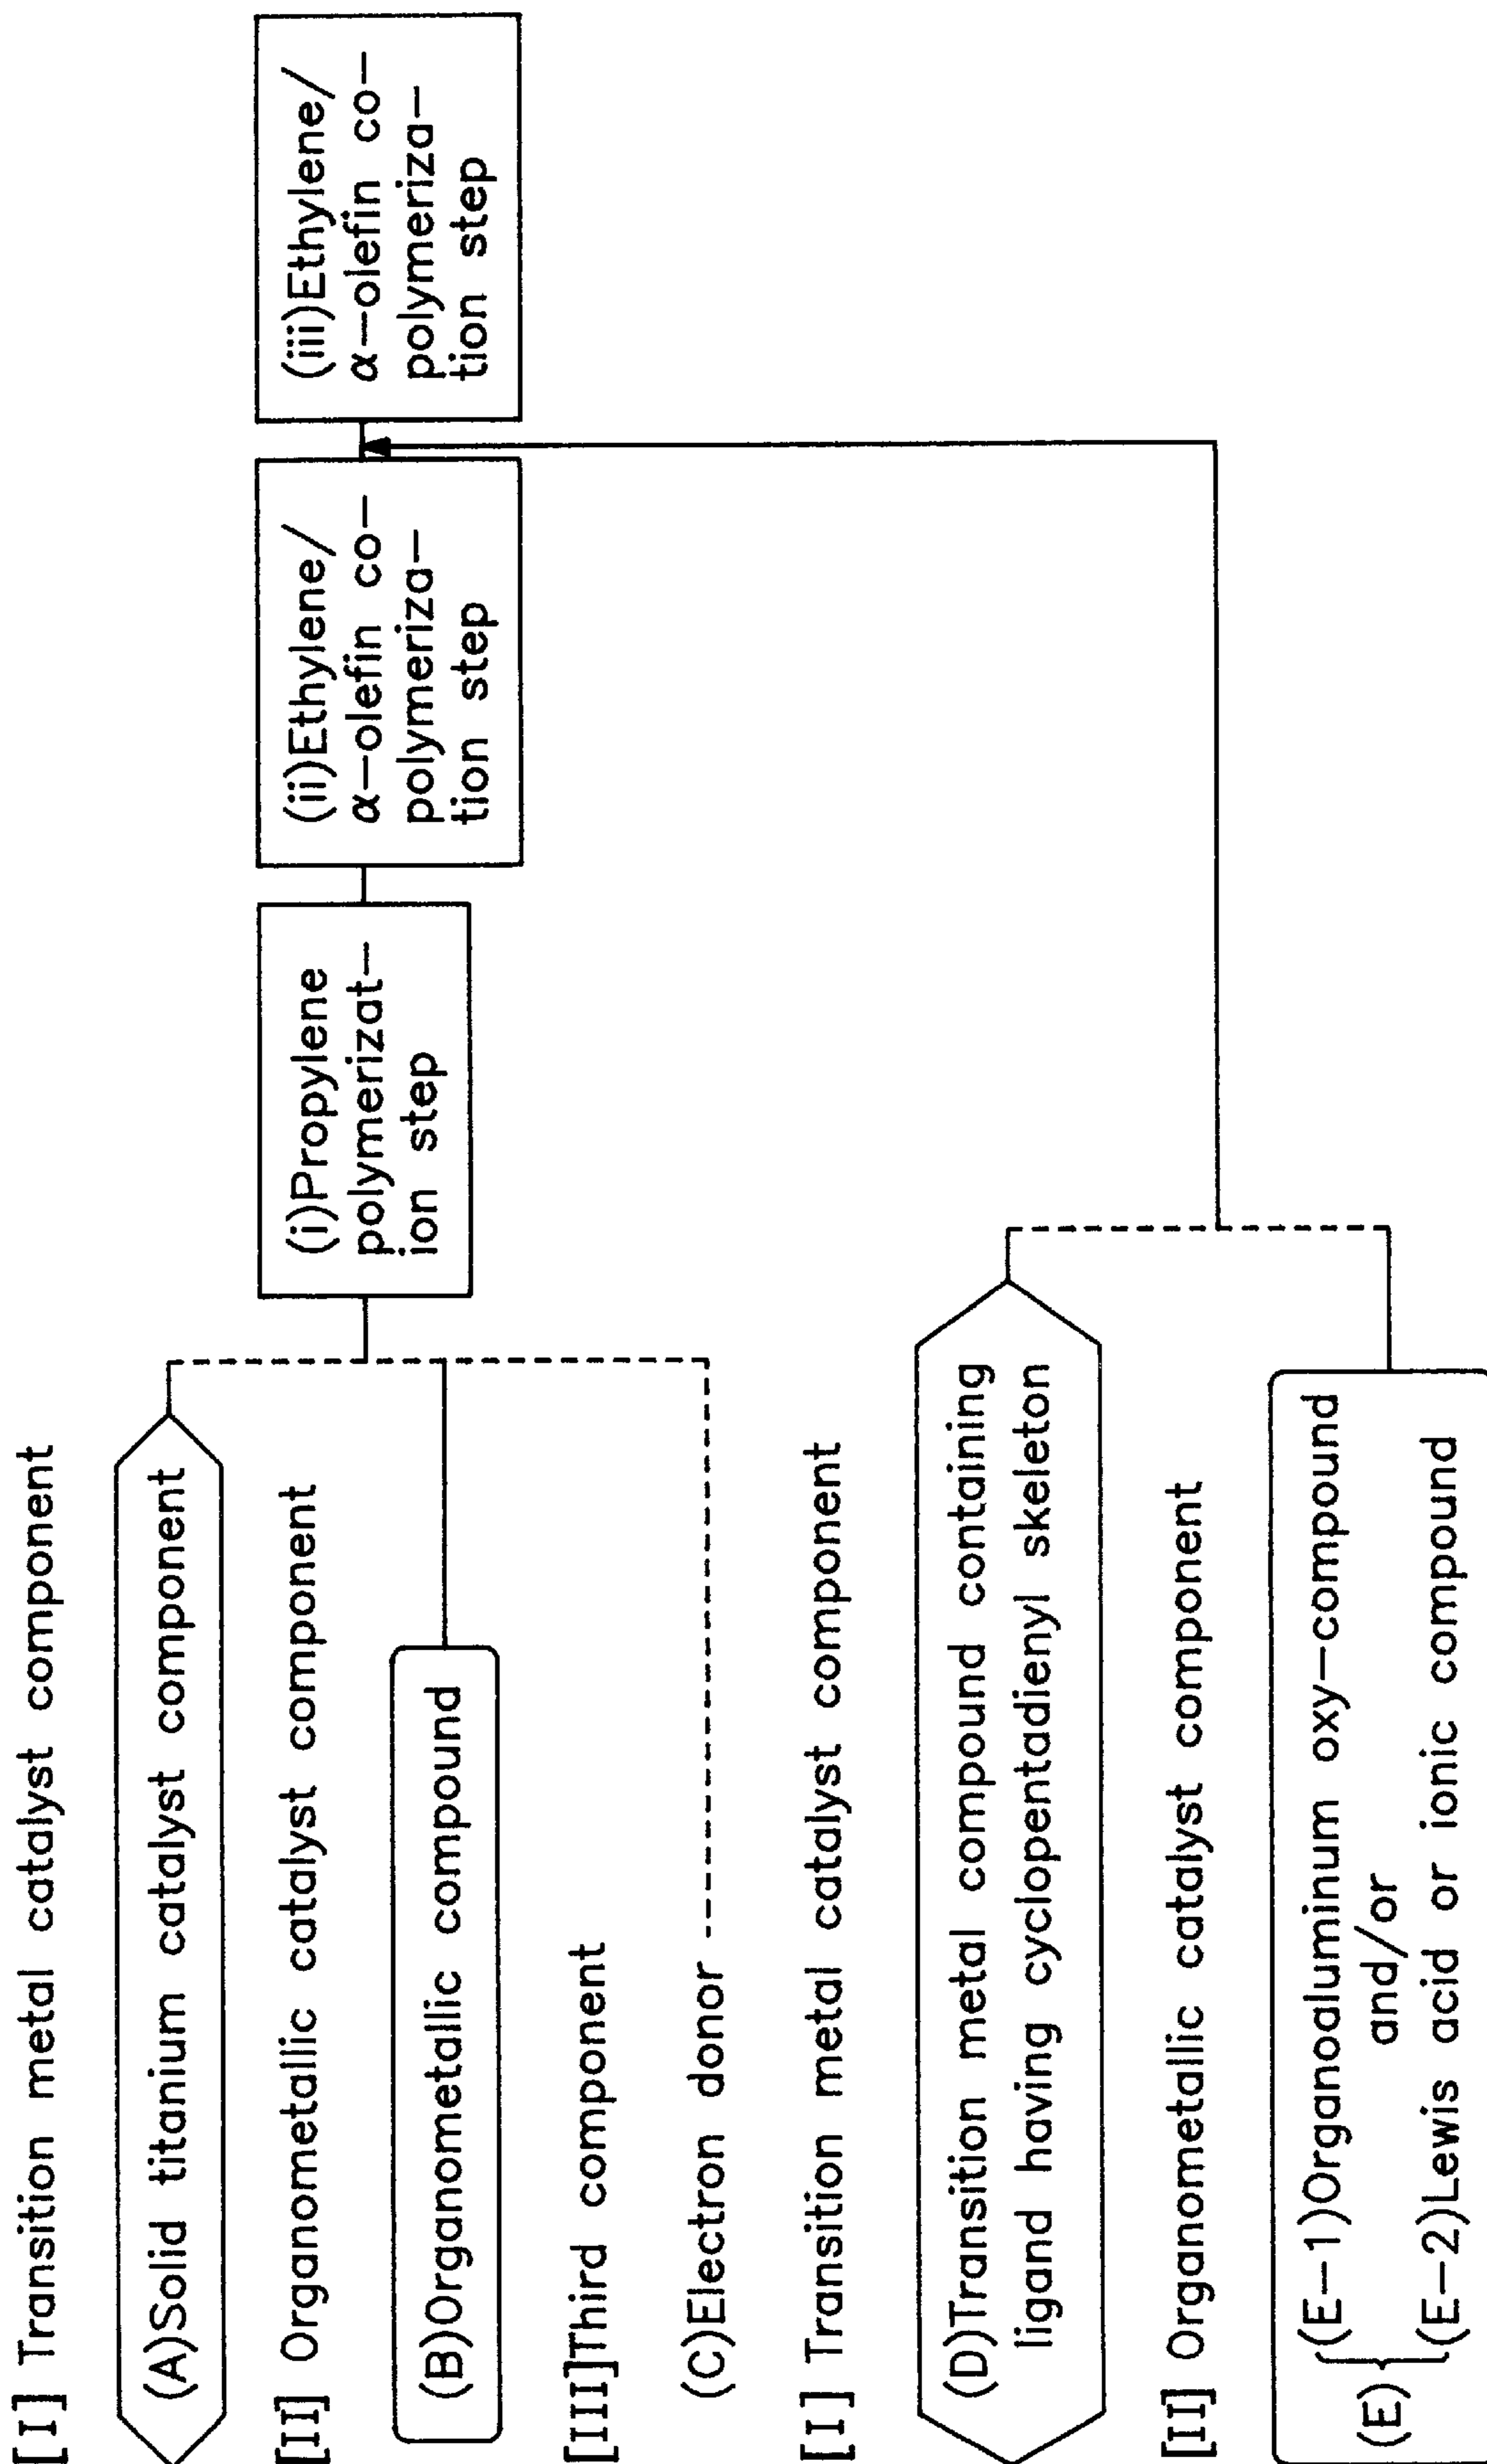 [I] Transition metal catalyst component
(A)Solid titanium catalyst component
[II] Organometallic catalyst component
(B)Organometallic compound
[III]Third component
(C)Electron donor
(i)Propylene
polymerizat-
ion step
(ii)Ethylene/
α-olefin co-
polymeriza-
tion step
(iii)Ethylene/
α-olefin co-
polymeriza-
tion step
[I] Transition metal catalyst component
(D)Transition metal compound containing
ligand having cyclopentadienyl skeleton
[II] Organometallic catalyst component
(E)
(E-1)Organoaluminum oxy-compound
and/or
(E-2)Lewis acid or ionic compound